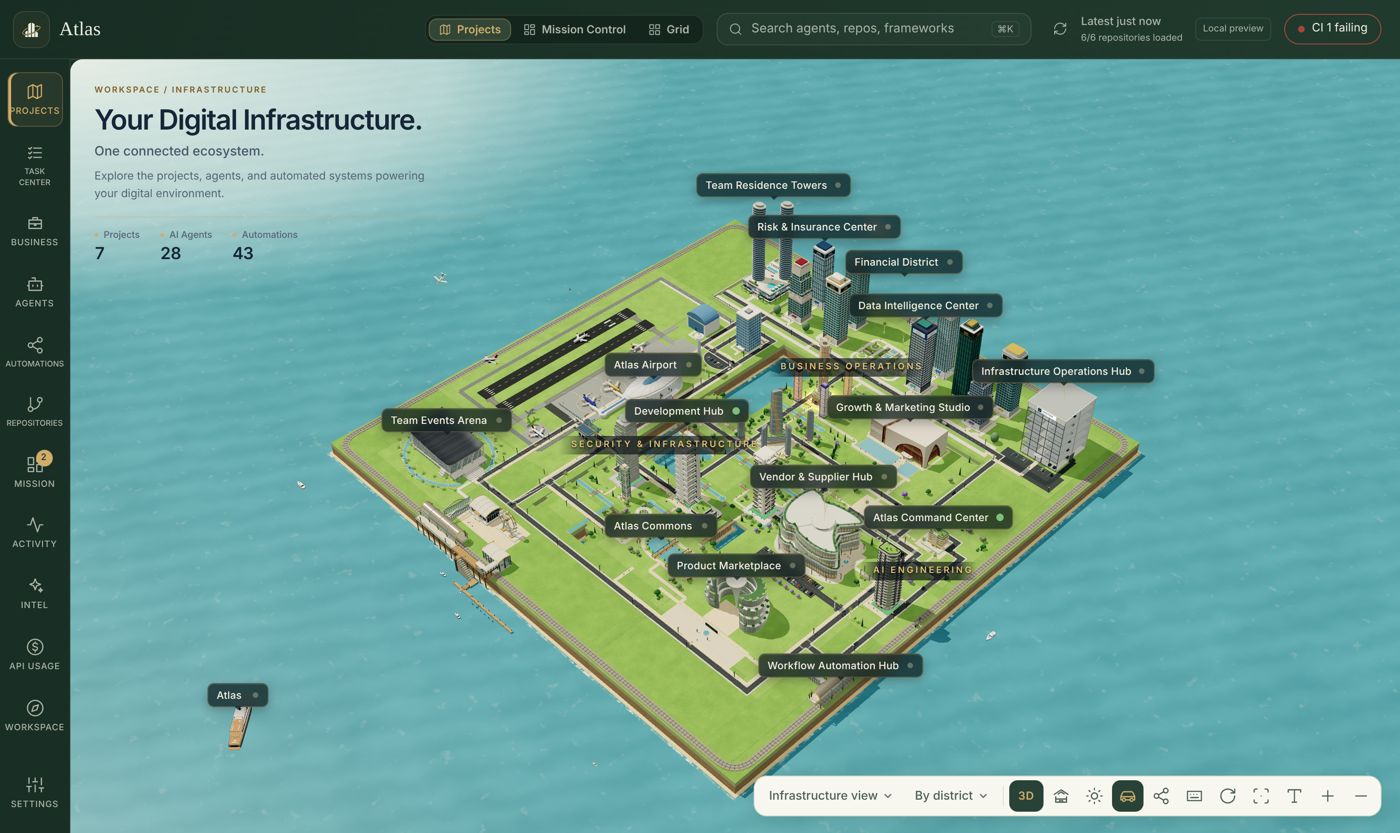 Atlas
Projects
Mission Control
Grid
Search agents, repos, frameworks
⌘K
Latest just now
6/6 repositories loaded
Local preview
CI 1 failing
PROJECTS
TASK
CENTER
BUSINESS
AGENTS
AUTOMATIONS
REPOSITORIES
2
MISSION
ACTIVITY
INTEL
API USAGE
WORKSPACE
SETTINGS
WORKSPACE / INFRASTRUCTURE
Your Digital Infrastructure.
One connected ecosystem.
Explore the projects, agents, and automated systems powering
your digital environment.
Projects
7
AI Agents
28
Automations
43
Team Residence Towers
Risk & Insurance Center
Financial District
Data Intelligence Center
Atlas Airport
BUSINESS OPERATIONS
Infrastructure Operations Hub
Development Hub
Growth & Marketing Studio
Team Events Arena
SECURITY & INFRASTRUCTURE
Vendor & Supplier Hub
Atlas Commons
Atlas Command Center
Product Marketplace
AI ENGINEERING
Workflow Automation Hub
Atlas
Infrastructure view
By district
3D